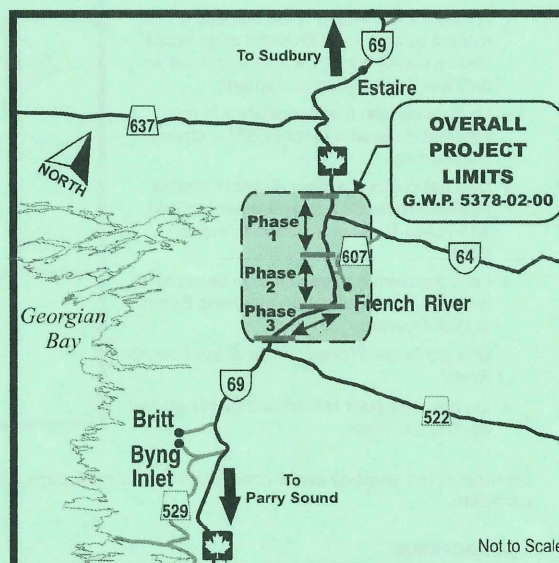 To Sudbury
69
Estaire
637
NORTH
OVERALL
PROJECT
LIMITS
G.W.P. 5378-02-00
Phase
1
607
64
Phase
2
French River
Phase
3
Georgian
Bay
69
522
Britt
Byng
Inlet
529
To
Parry Sound
Not to Scale